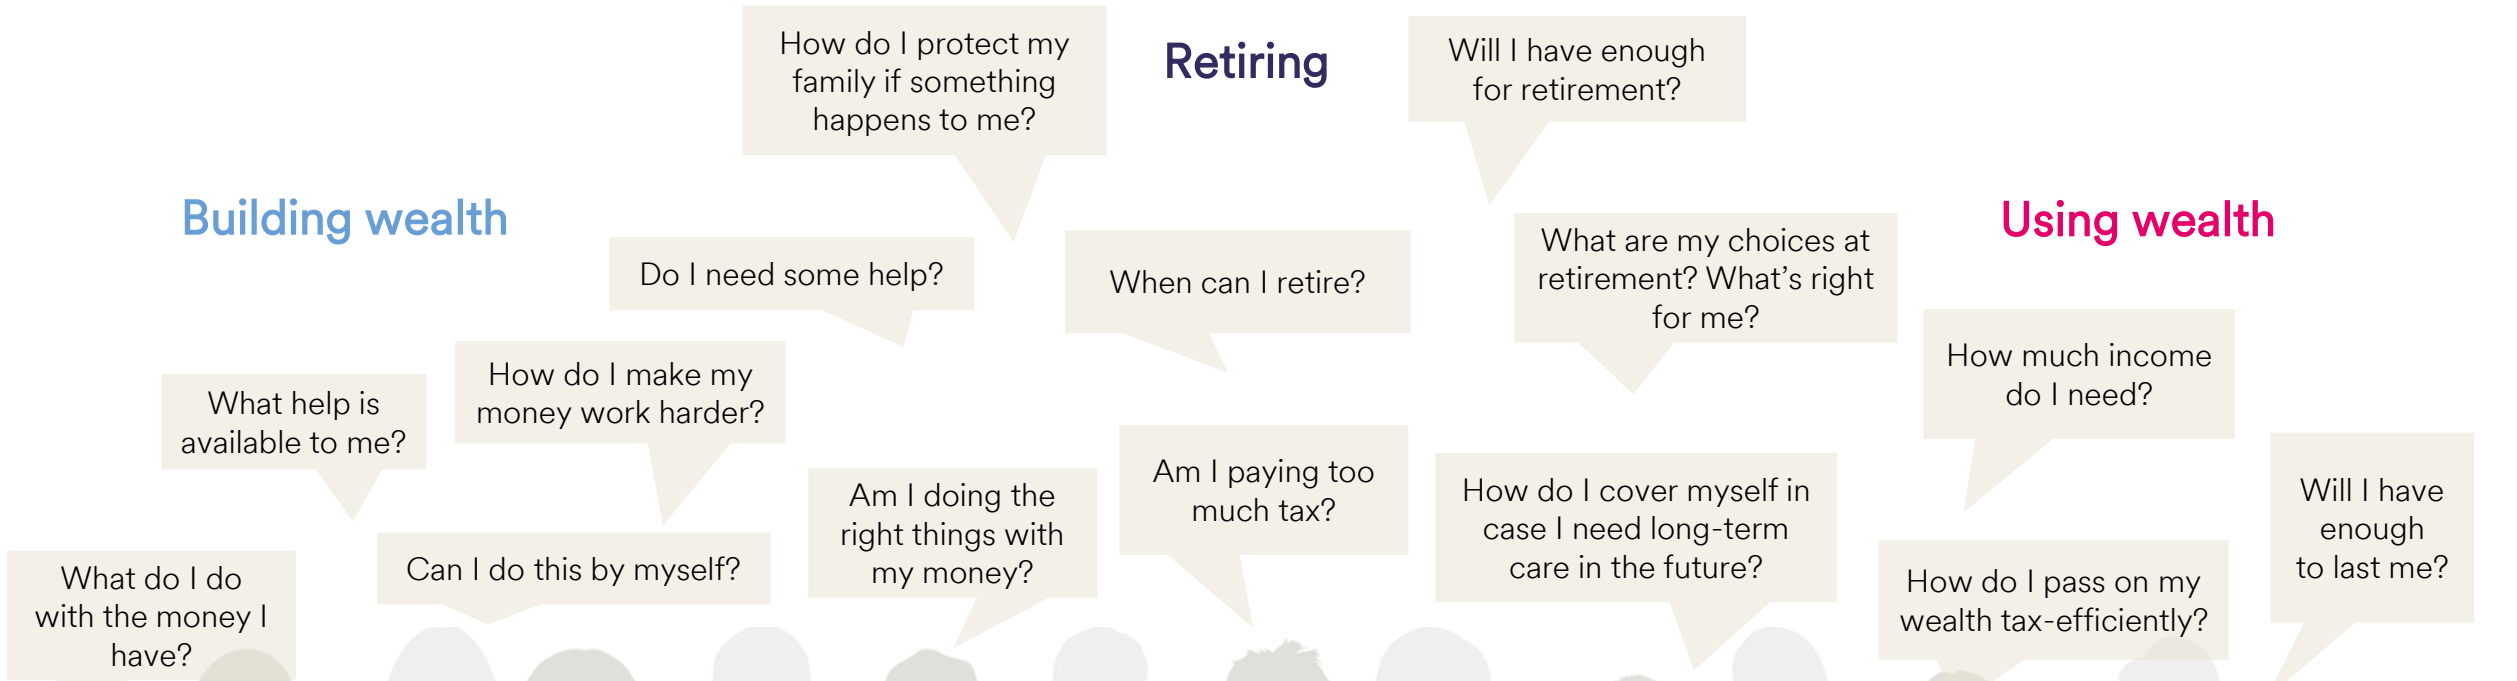 How do I protect my
family if something
happens to me?
Retiring
Will I have enough
for retirement?
Building wealth
Using wealth
Do I need some help?
When can I retire?
What are my choices at
retirement? What’s right
for me?
How much income
do I need?
What help is
available to me?
How do I make my
money work harder?
Am I doing the
right things with
my money?
Am I paying too
much tax?
How do I cover myself in
case I need long-term
care in the future?
Will I have
enough
to last me?
What do I do
with the money I
have?
Can I do this by myself?
How do I pass on my
wealth tax-efficiently?